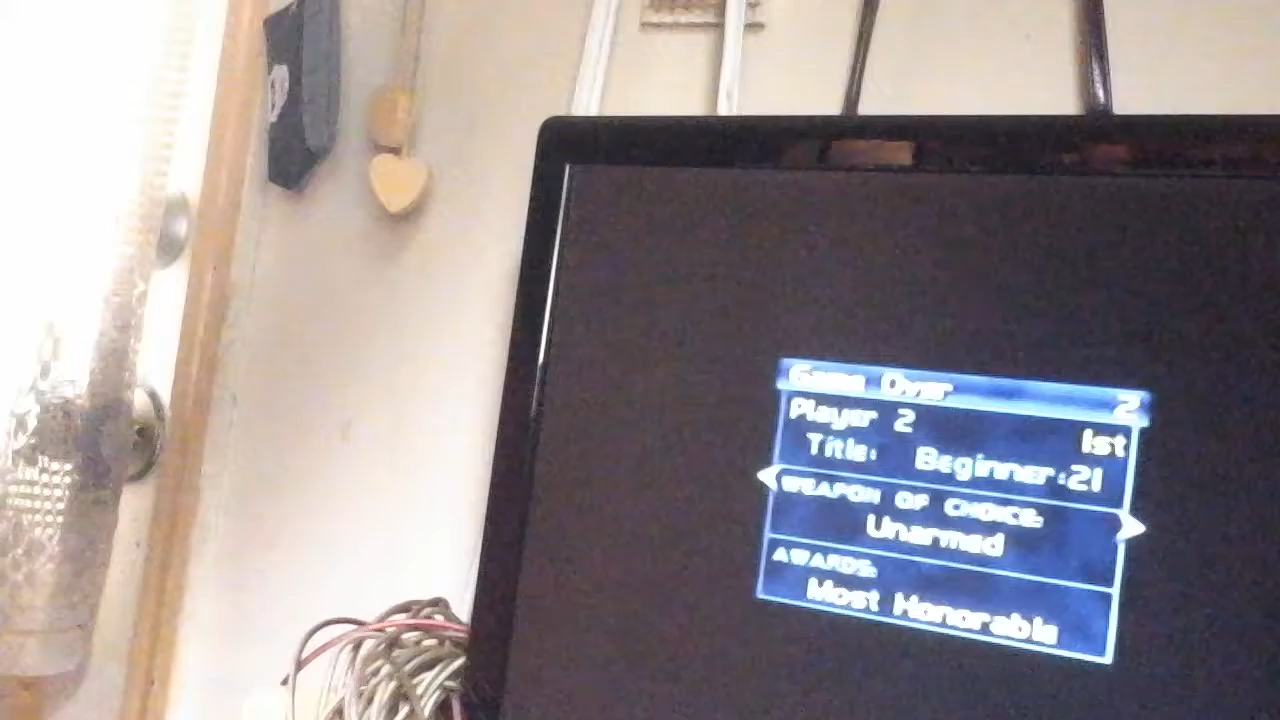 Game Over 2
Player 2 1st
Title: Beginner:21
WEAPON OF CHOICE:
Unarmed
AWARDS:
Most Honorable